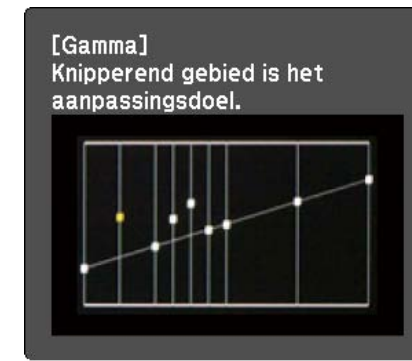 [Gamma]
Knipperend gebied is het
aanpassingsdoel.